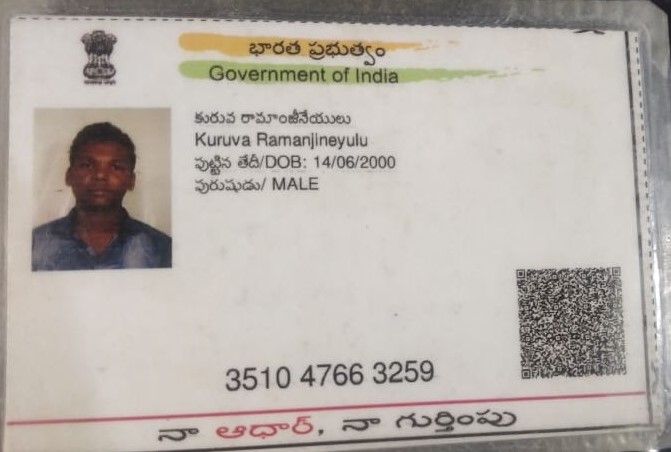 భారత ప్రభుత్వం
Government of India
కురువ రామాంజినేయులు
Kuruva Ramanjineyulu
పుట్టిన తేదీ/DOB: 14/06/2000
పురుషుడు/ MALE
3510 4766 3259
నా ఆధార్, నా గుర్తింపు